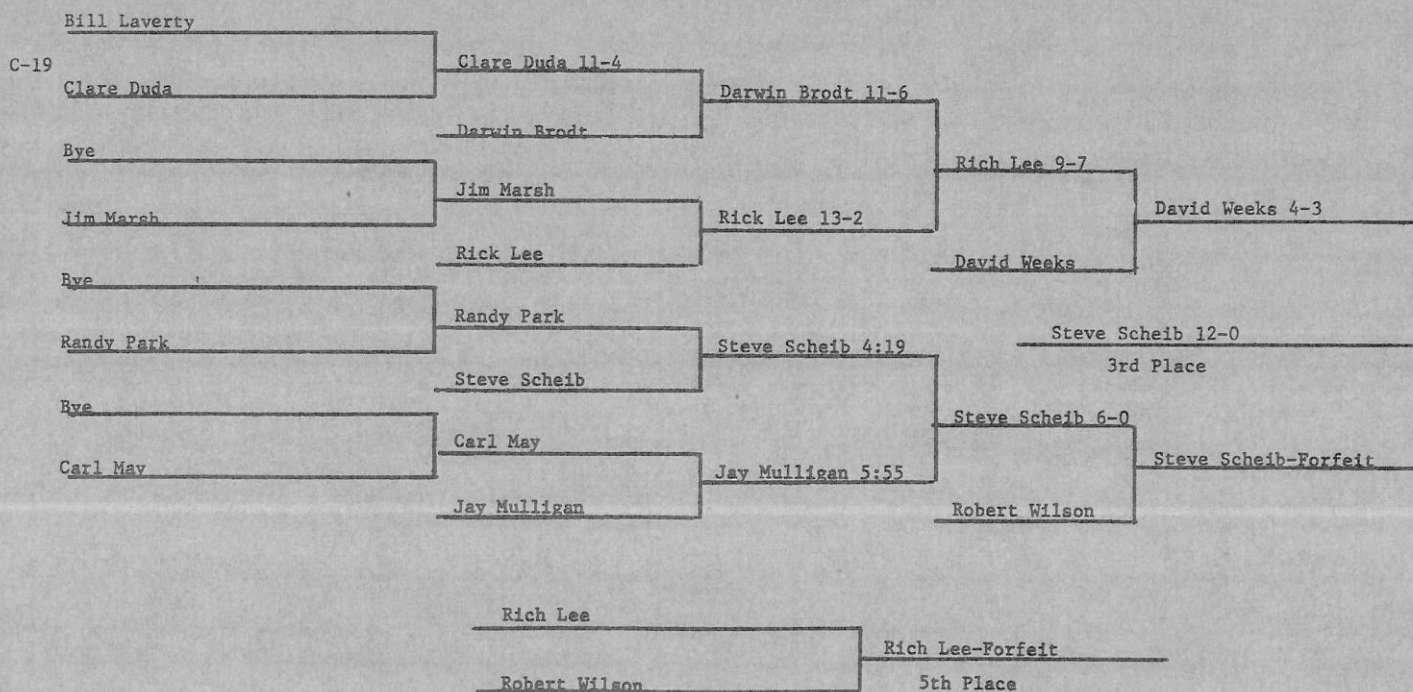 Bill Laverty
C-19
Clare Duda 11-4
Clare Duda
Darwin Brodt 11-6
Darwin Brodt
Bye
Rich Lee 9-7
Jim Marsh
David Weeks 4-3
Jim Marsh
Rick Lee 13-2
Rick Lee
David Weeks
Bye
Randy Park
Steve Scheib 12-0
Randy Park
Steve Scheib 4:19
3rd Place
Steve Scheib
Bye
Steve Scheib 6-0
Carl May
Steve Scheib-Forfeit
Carl May
Jay Mulligan 5:55
Jay Mulligan
Robert Wilson
Rich Lee
Rich Lee-Forfeit
Robert Wilson
5th Place